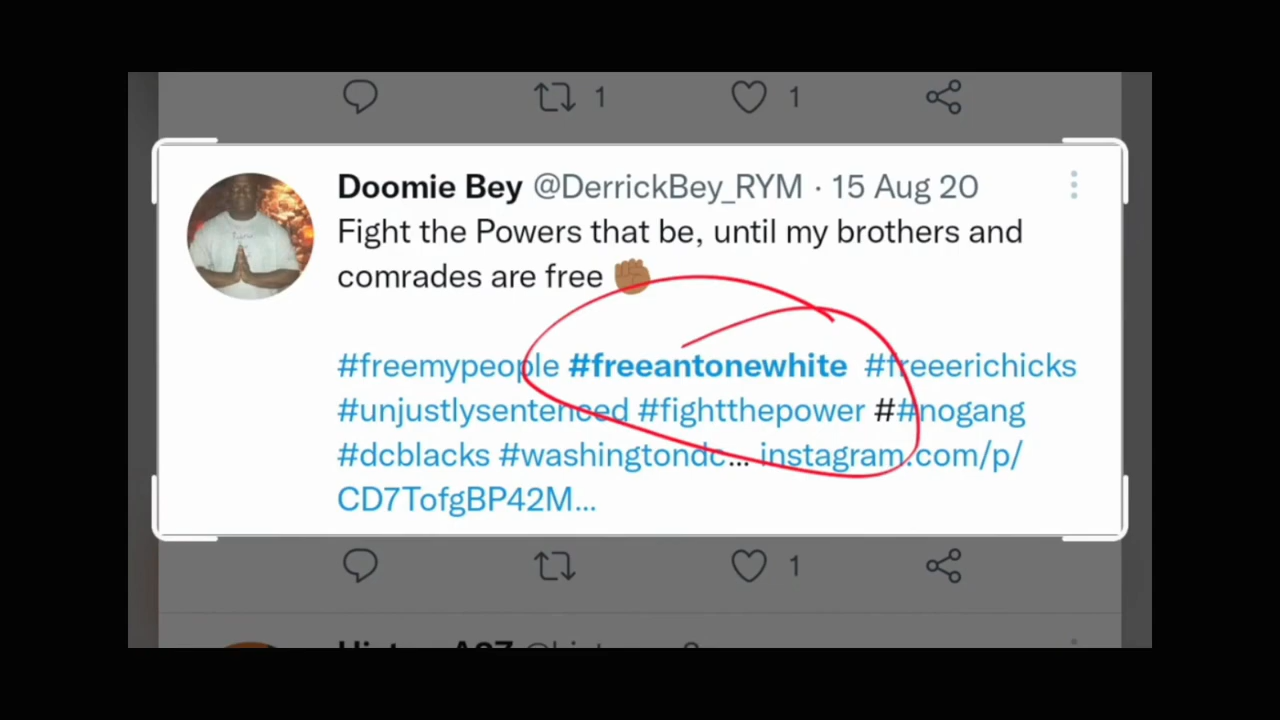 1 1
Doomie Bey @DerrickBey_RYM · 15 Aug 20
Fight the Powers that be, until my brothers and
comrades are free ✊🏾
#freemypeople #freeantonewhite #freeerichicks
#unjustlysentenced #fightthepower ##nogang
#dcblacks #washingtondc... instagram.com/p/
CD7TofgBP42M...
1